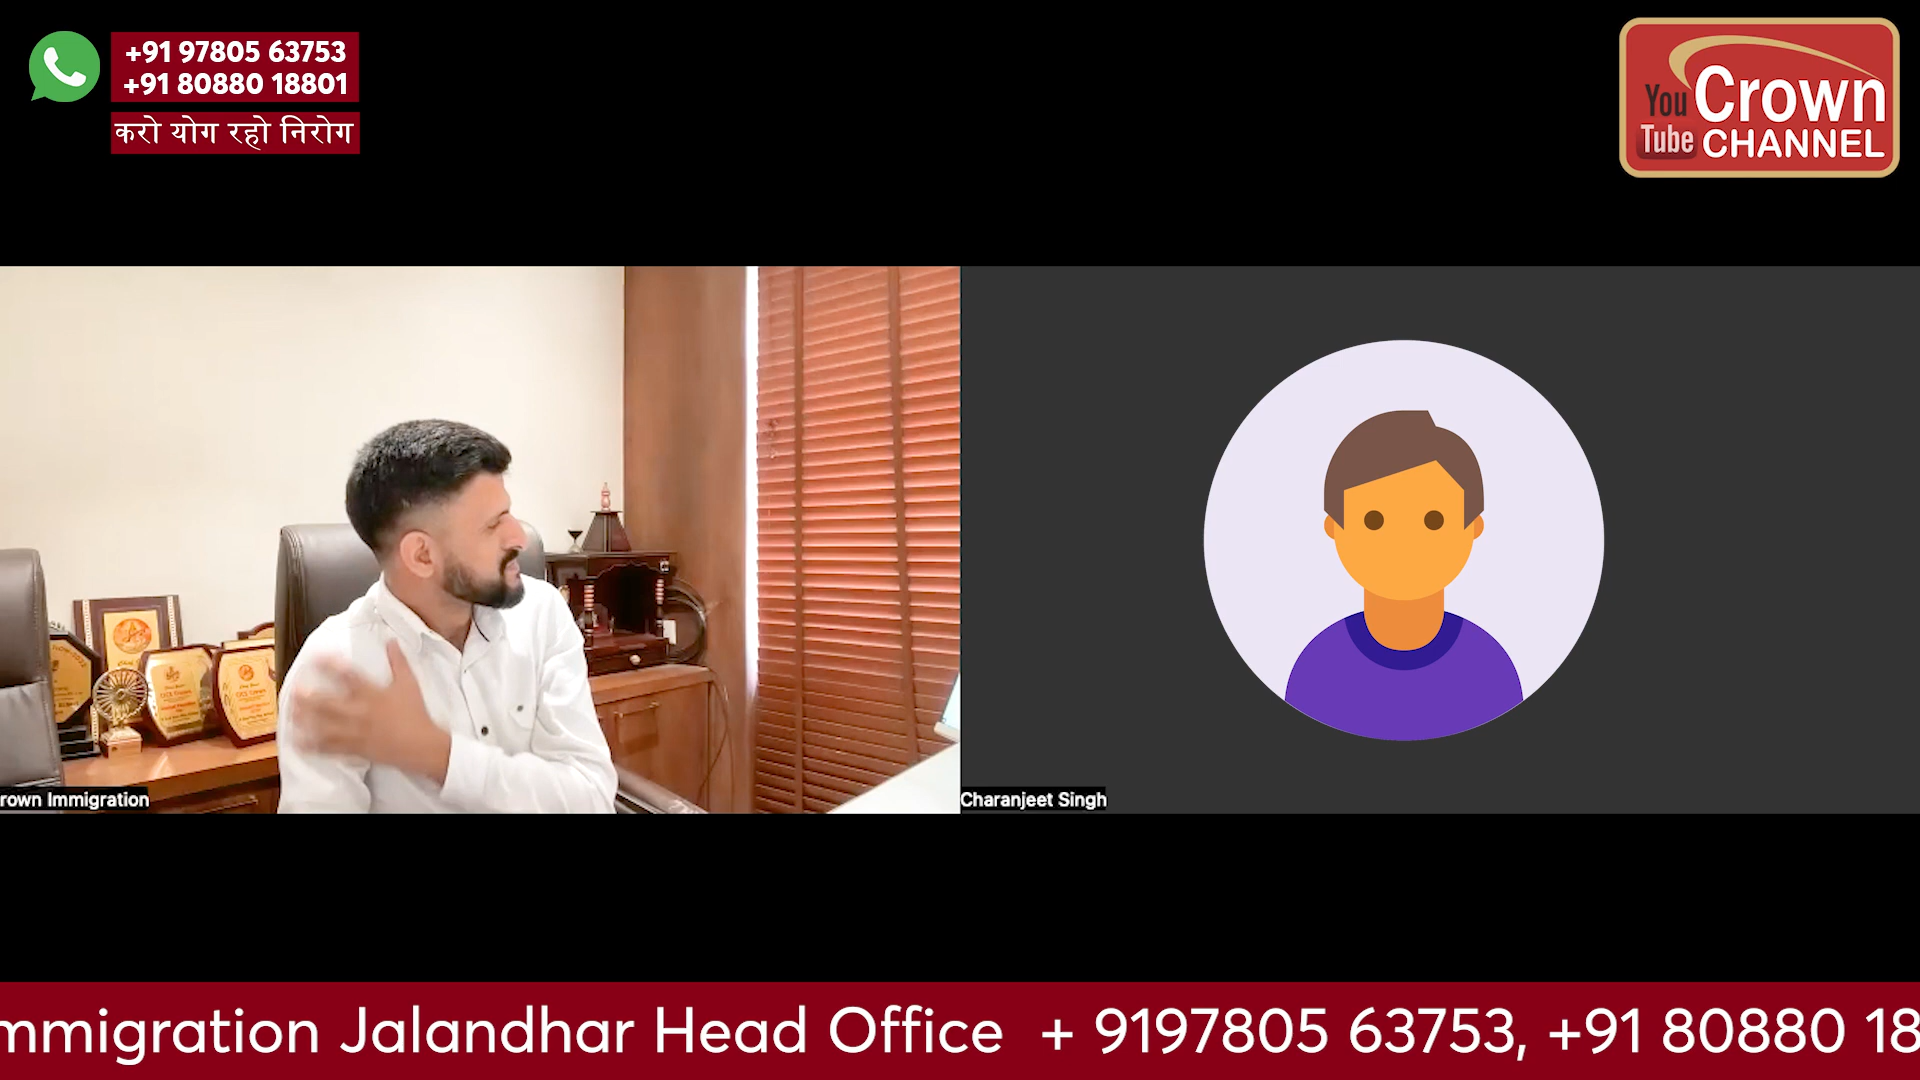 +91 97805 63753
+91 80880 18801
करो योग रहो निरोग
You
Tube
Crown
CHANNEL
rown Immigration
Charanjeet Singh
mmigration Jalandhar Head Office + 9197805 63753, +91 80880 18